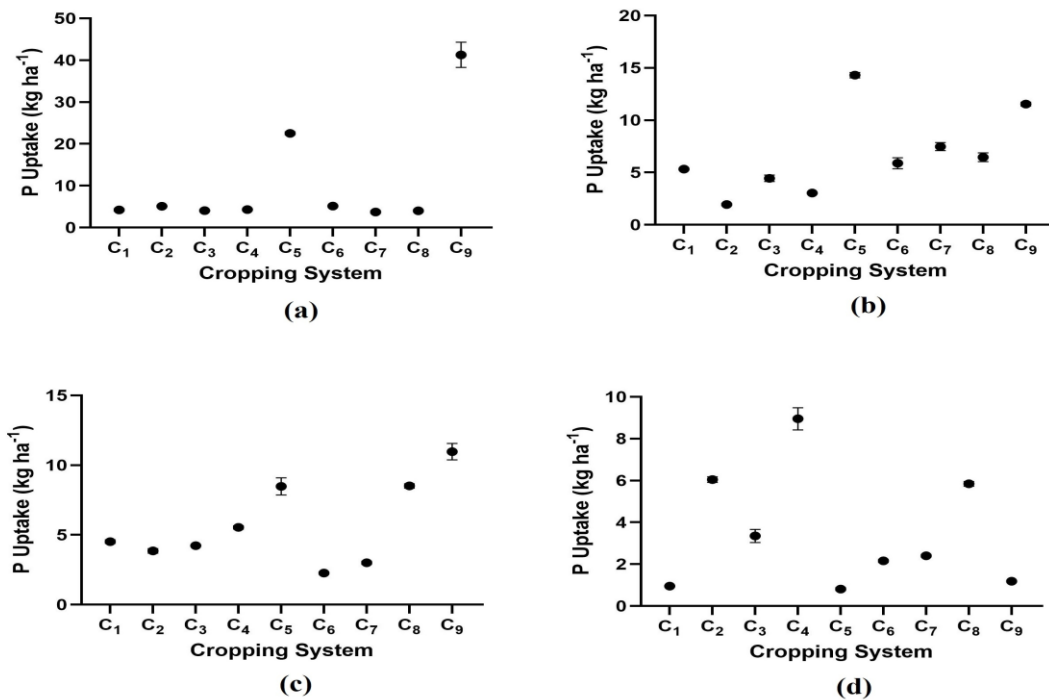 P Uptake (kg ha⁻¹)
50
40
30
20
10
0
C₁ C₂ C₃ C₄ C₅ C₆ C₇ C₈ C₉
Cropping System
(a)
P Uptake (kg ha⁻¹)
20
15
10
5
0
C₁ C₂ C₃ C₄ C₅ C₆ C₇ C₈ C₉
Cropping System
(b)
P Uptake (kg ha⁻¹)
15
10
5
0
C₁ C₂ C₃ C₄ C₅ C₆ C₇ C₈ C₉
Cropping System
(c)
P Uptake (kg ha⁻¹)
10
8
6
4
2
0
C₁ C₂ C₃ C₄ C₅ C₆ C₇ C₈ C₉
Cropping System
(d)